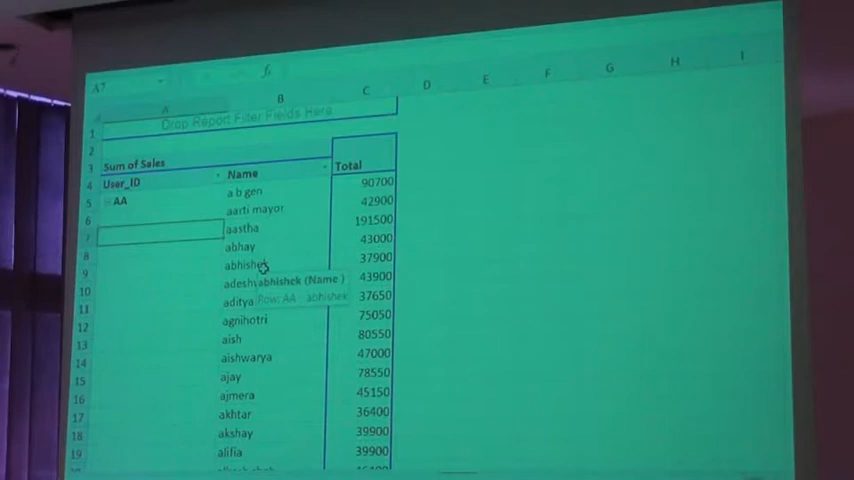 A7 fx
A B C D E F G H I
1 Drop Report Filter Fields Here
2
3 Sum of Sales
4 User_ID Name Total
5 AA a b gen 90700
6 aarti mayor 42900
7 aastha 191500
8 abhay 43000
9 abhishek 37900
10 adesh 43900
abhishek (Name )
11 aditya 37650
Row: AA - abhishek
12 agnihotri 75050
13 aish 80550
14 aishwarya 47000
15 ajay 78550
16 ajmera 45150
17 akhtar 36400
18 akshay 39900
19 alifia 39900